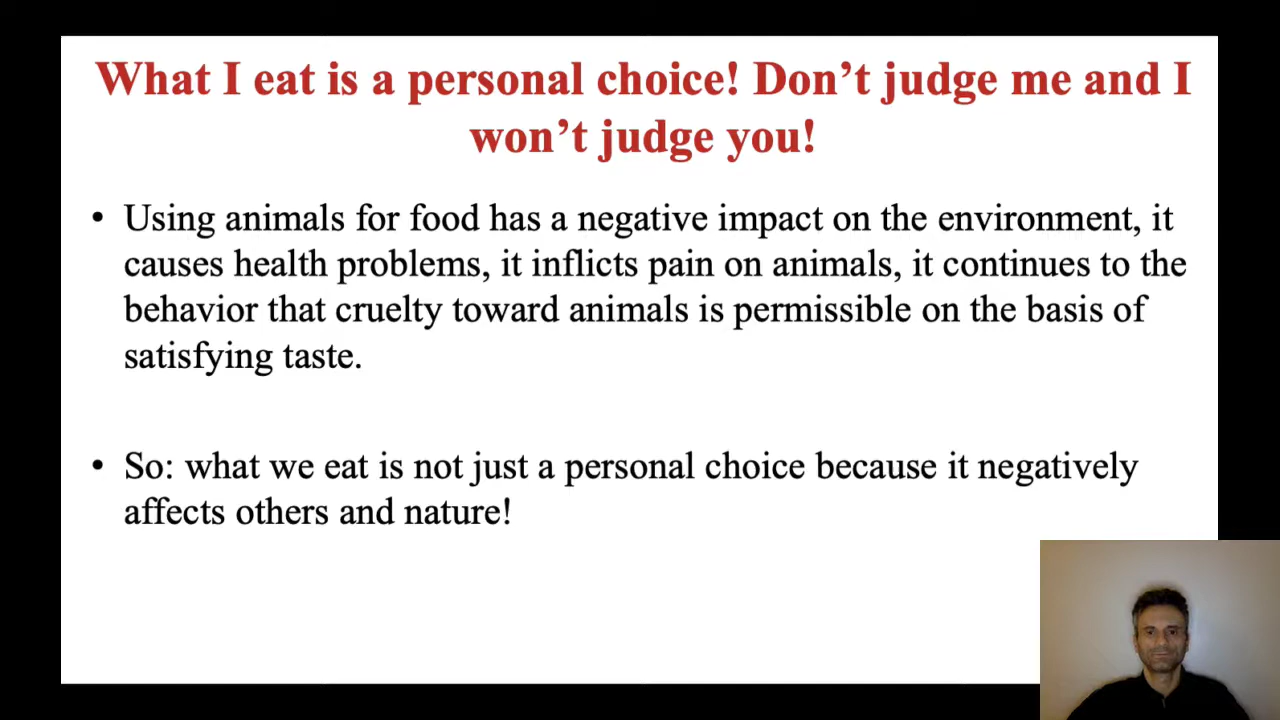 What I eat is a personal choice! Don’t judge me and I
won’t judge you!
• Using animals for food has a negative impact on the environment, it
causes health problems, it inflicts pain on animals, it continues to the
behavior that cruelty toward animals is permissible on the basis of
satisfying taste.
• So: what we eat is not just a personal choice because it negatively
affects others and nature!